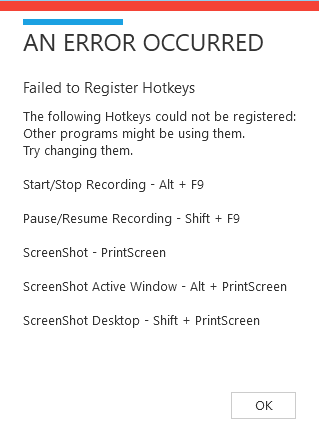 AN ERROR OCCURRED
Failed to Register Hotkeys
The following Hotkeys could not be registered:
Other programs might be using them.
Try changing them.
Start/Stop Recording - Alt + F9
Pause/Resume Recording - Shift + F9
ScreenShot - PrintScreen
ScreenShot Active Window - Alt + PrintScreen
ScreenShot Desktop - Shift + PrintScreen
OK